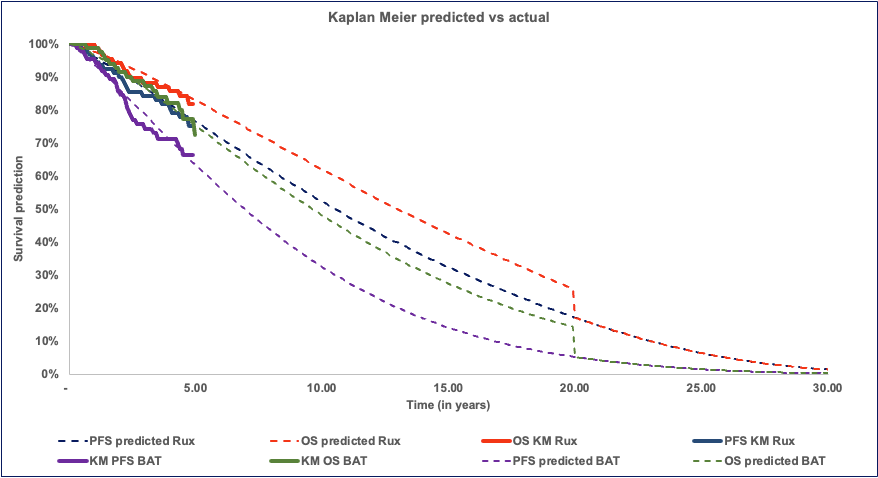 Kaplan Meier predicted vs actual
100%
90%
80%
70%
60%
50%
40%
30%
20%
10%
0%
Survival prediction
- 5.00 10.00 15.00 20.00 25.00 30.00
Time (in years)
PFS predicted Rux OS predicted Rux OS KM Rux PFS KM Rux
KM PFS BAT KM OS BAT PFS predicted BAT OS predicted BAT